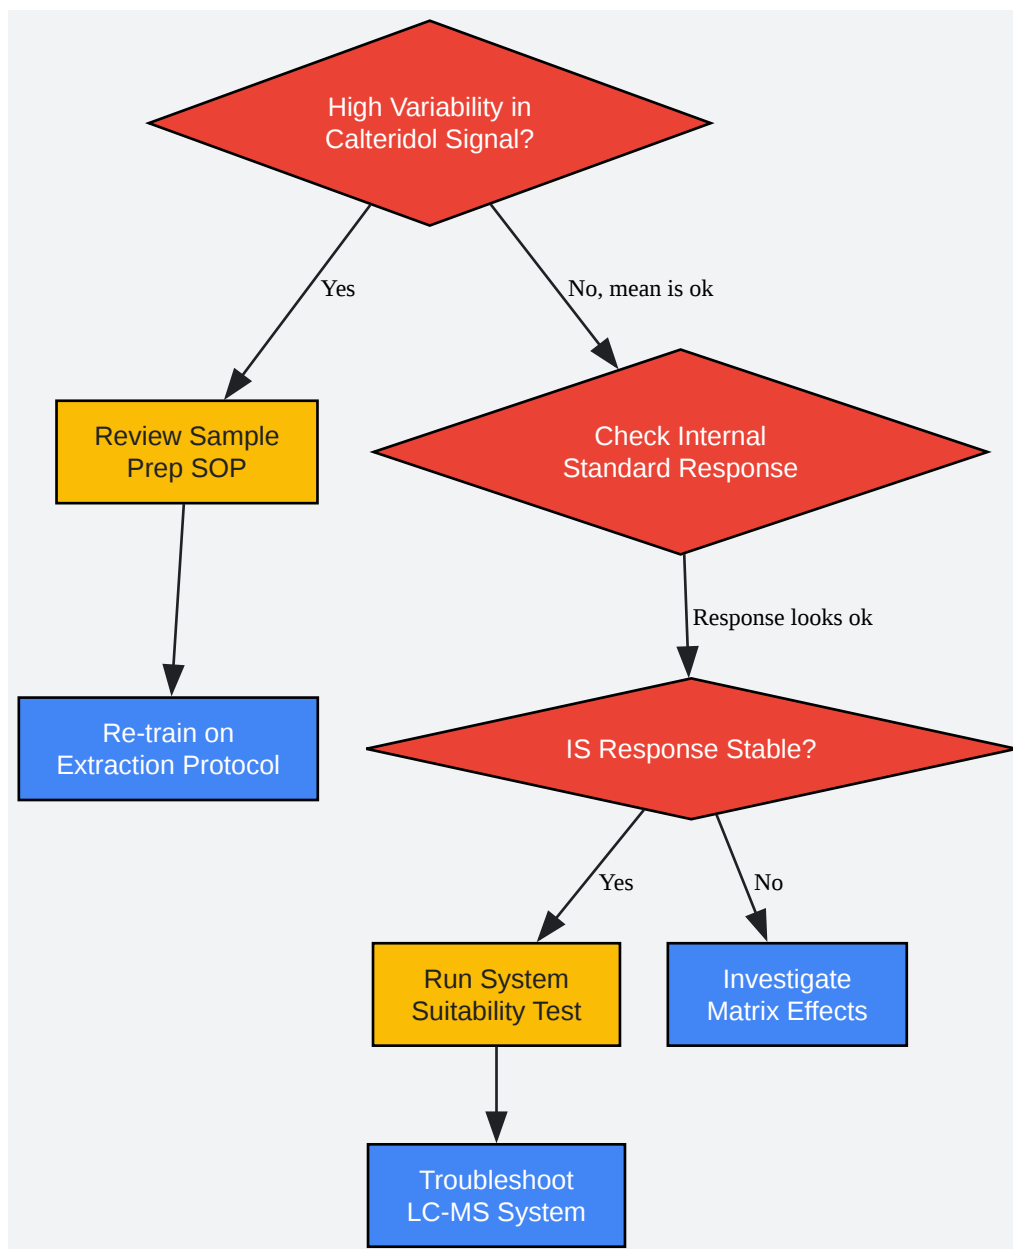 High Variability in
Calteridol Signal?
Yes
No, mean is ok
Review Sample
Prep SOP
Check Internal
Standard Response
Response looks ok
Re-train on
Extraction Protocol
IS Response Stable?
Yes
No
Run System
Suitability Test
Investigate
Matrix Effects
Troubleshoot
LC-MS System